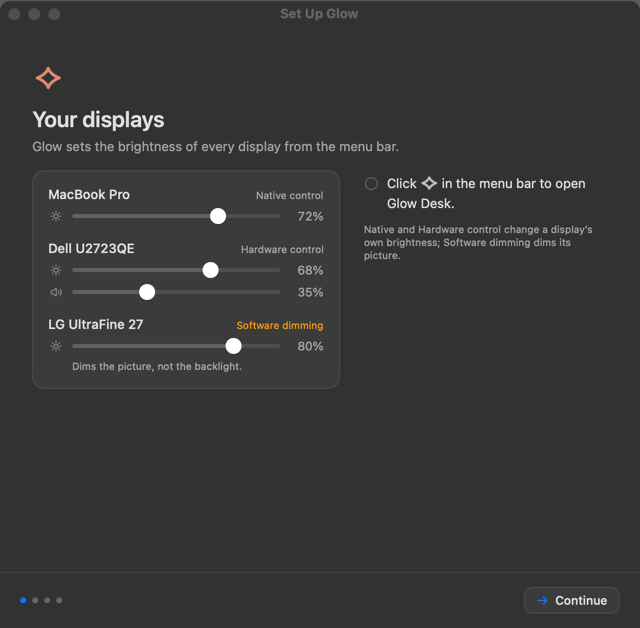 Set Up Glow
Your displays
Glow sets the brightness of every display from the menu bar.
MacBook Pro
Native control
72%
Dell U2723QE
Hardware control
68%
35%
LG UltraFine 27
Software dimming
80%
Dims the picture, not the backlight.
Click in the menu bar to open
Glow Desk.
Native and Hardware control change a display's
own brightness; Software dimming dims its
picture.
Continue